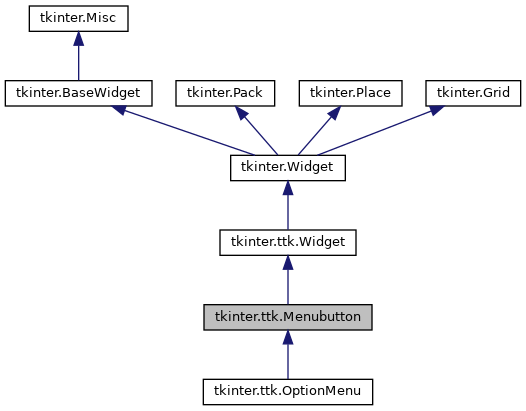 tkinter.Misc
tkinter.BaseWidget
tkinter.Pack
tkinter.Place
tkinter.Grid
tkinter.Widget
tkinter.ttk.Widget
tkinter.ttk.Menubutton
tkinter.ttk.OptionMenu